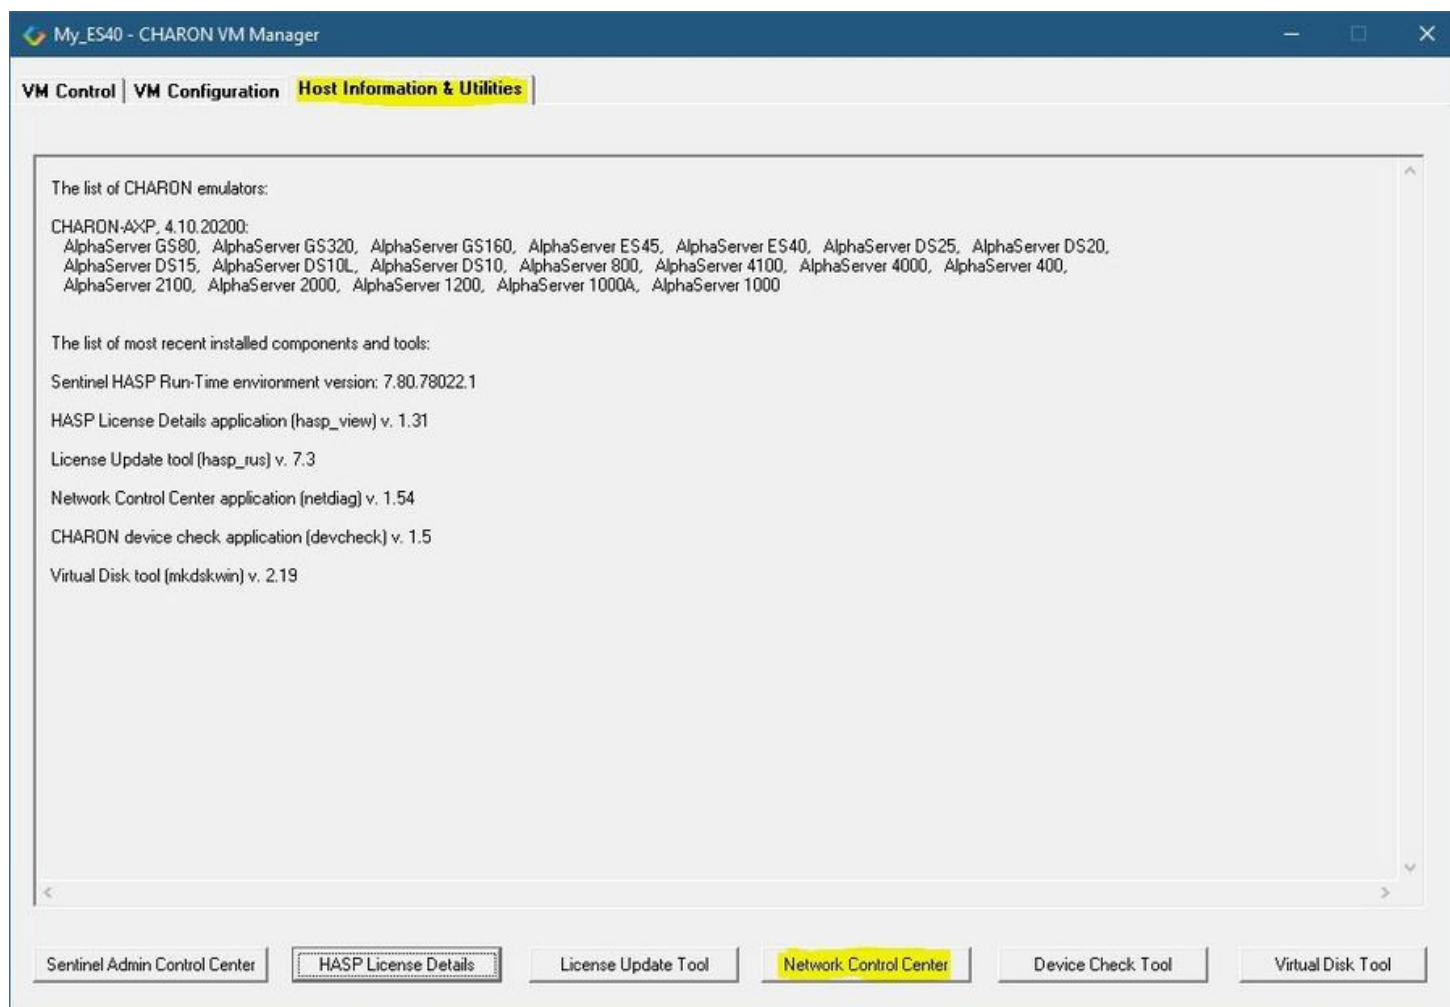 My_ES40 - CHARON VM Manager
VM Control VM Configuration Host Information & Utilities
The list of CHARON emulators:
CHARON-AXP, 4.10.20200:
AlphaServer GS80, AlphaServer GS320, AlphaServer GS160, AlphaServer ES45, AlphaServer ES40, AlphaServer DS25, AlphaServer DS20,
AlphaServer DS15, AlphaServer DS10L, AlphaServer DS10, AlphaServer 800, AlphaServer 4100, AlphaServer 4000, AlphaServer 400,
AlphaServer 2100, AlphaServer 2000, AlphaServer 1200, AlphaServer 1000A, AlphaServer 1000
The list of most recent installed components and tools:
Sentinel HASP Run-Time environment version: 7.80.78022.1
HASP License Details application (hasp_view) v. 1.31
License Update tool (hasp_rus) v. 7.3
Network Control Center application (netdiag) v. 1.54
CHARON device check application (devcheck) v. 1.5
Virtual Disk tool (mkdskwin) v. 2.19
Sentinel Admin Control Center HASP License Details License Update Tool Network Control Center Device Check Tool Virtual Disk Tool